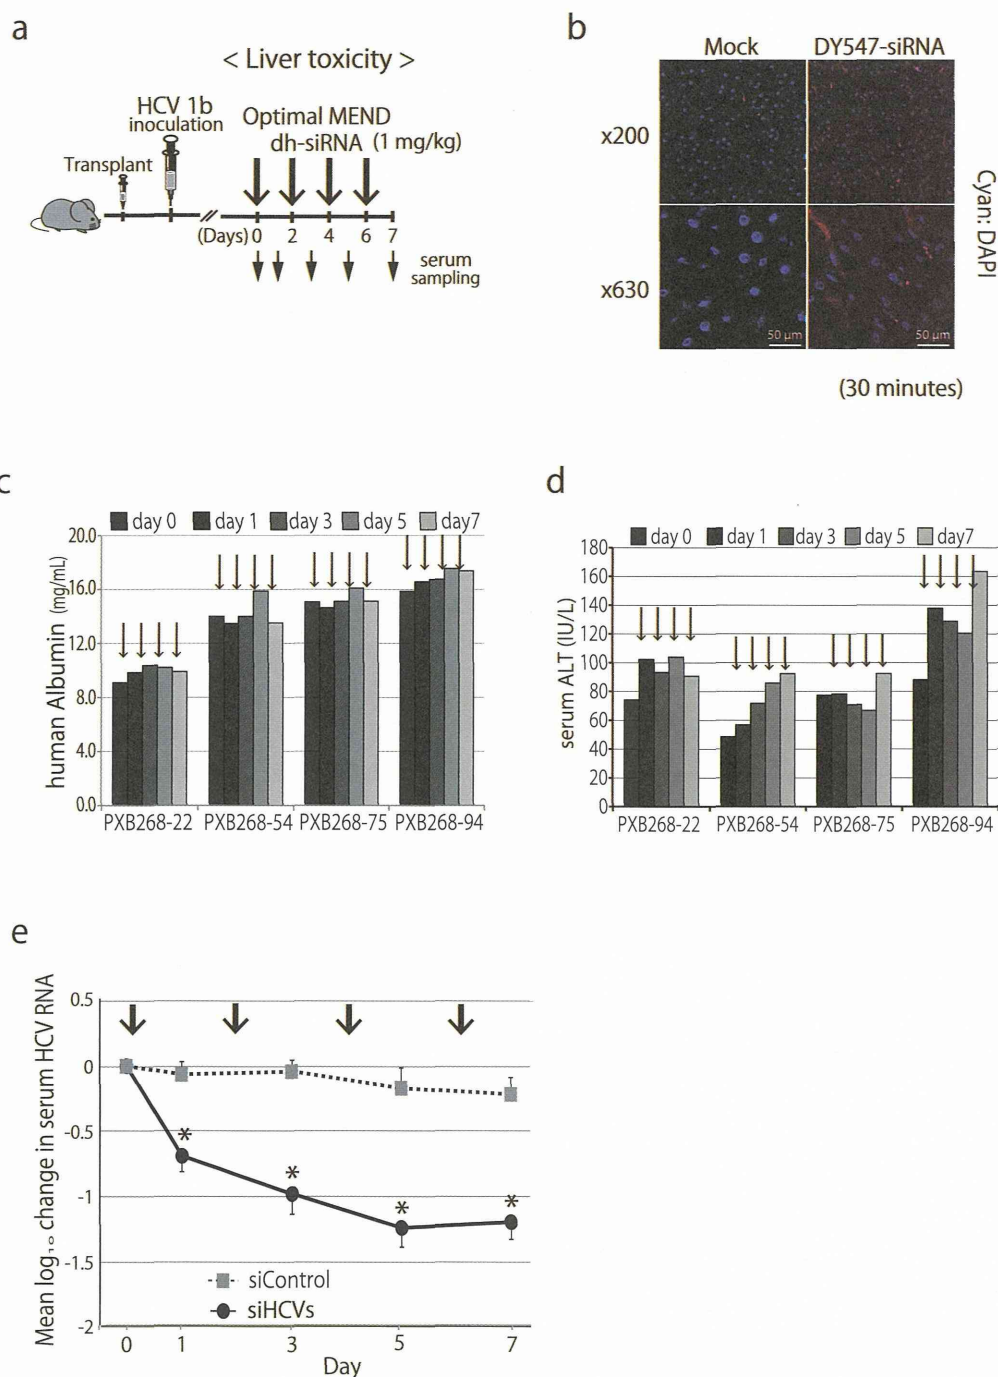 a
< Liver toxicity >
HCV 1b
inoculation
Transplant
Optimal MEND
dh-siRNA (1 mg/kg)
(Days) 0 2 4 6 7
serum
sampling
b
Mock DY547-siRNA
x200
x630
50 µm 50 µm
Cyan: DAPI
(30 minutes)
c
day 0 day 1 day 3 day 5 day7
human Albumin (mg/mL)
20.0
16.0
12.0
8.0
4.0
0.0
PXB268-22 PXB268-54 PXB268-75 PXB268-94
d
day 0 day 1 day 3 day 5 day7
serum ALT (IU/L)
180
160
140
120
100
80
60
40
20
0
PXB268-22 PXB268-54 PXB268-75 PXB268-94
e
Mean log₁₀ change in serum HCV RNA
0.5
0
-0.5
-1
-1.5
-2
* * * *
siControl
siHCVs
0 1 3 5 7
Day